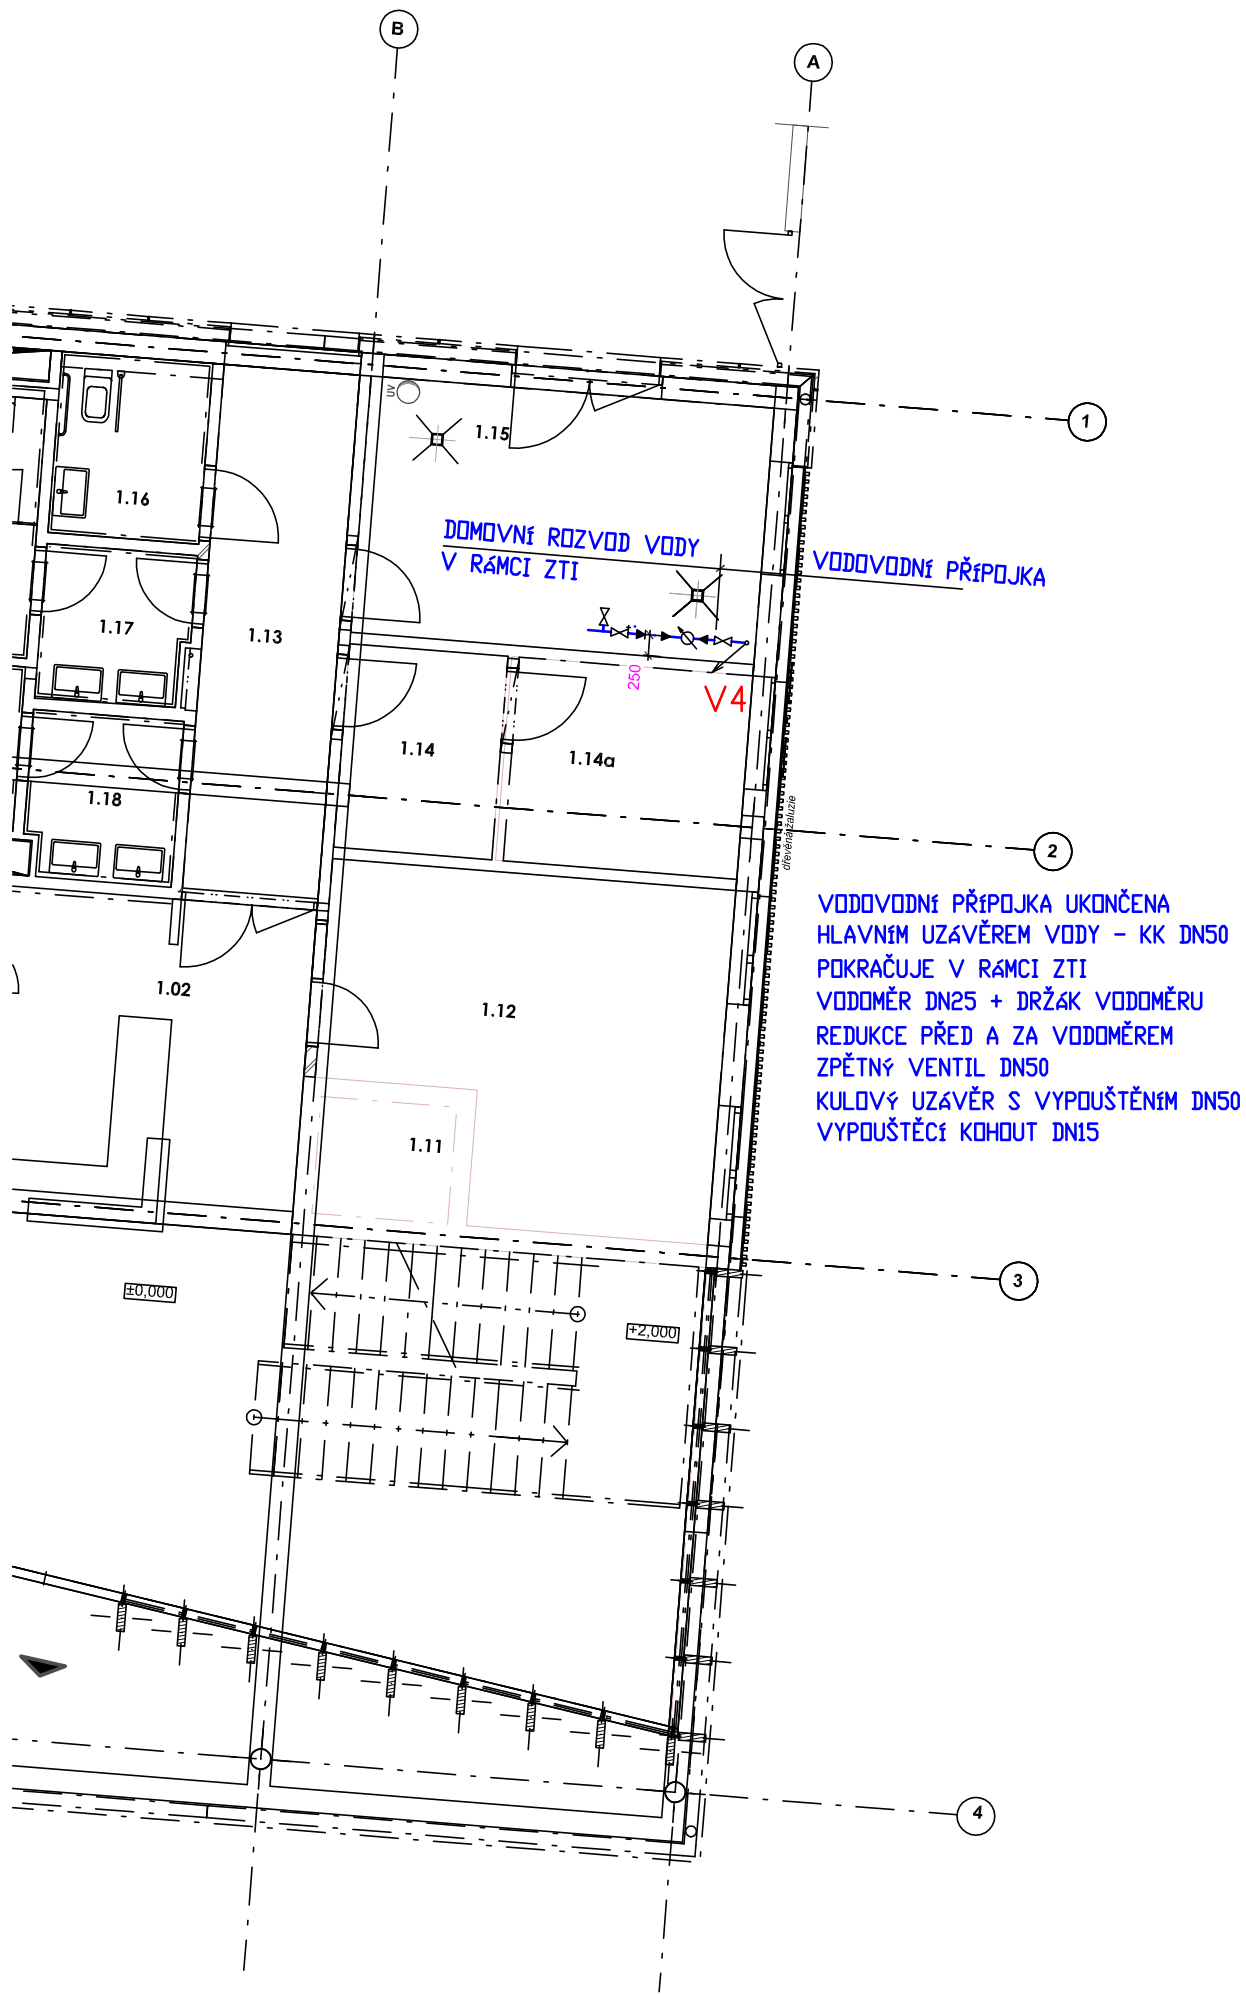 B
A
UV
1.15
1
1.16
DOMOVNÍ ROZVOD VODY
V RÁMCI ZTI
VODOVODNÍ PŘÍPOJKA
1.17
1.13
250
V4
1.14
1.14a
1.18
dřevěná žaluzie
2
VODOVODNÍ PŘÍPOJKA UKONČENA
HLAVNÍM UZÁVĚREM VODY - KK DN50
POKRAČUJE V RÁMCI ZTI
VODOMĚR DN25 + DRŽÁK VODOMĚRU
REDUKCE PŘED A ZA VODOMĚREM
ZPĚTNÝ VENTIL DN50
KULOVÝ UZÁVĚR S VYPOUŠTĚNÍM DN50
VYPOUŠTĚCÍ KOHOUT DN15
1.02
1.12
1.11
±0,000
+2,000
3
4